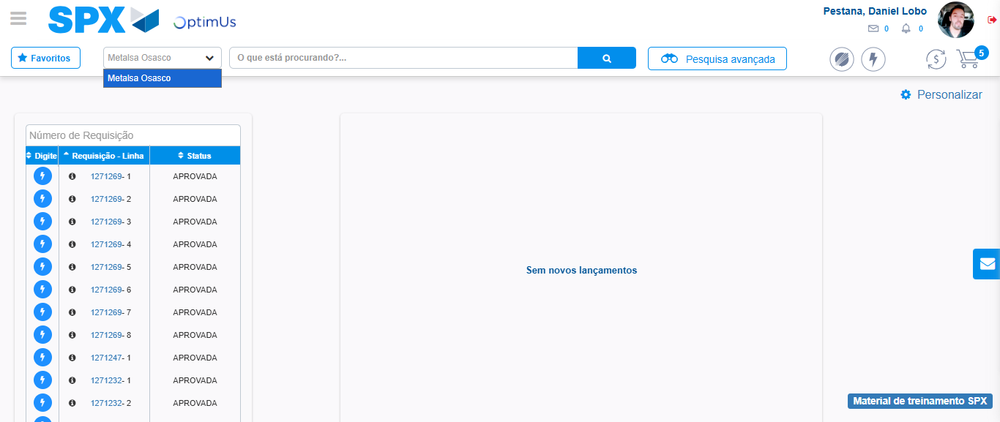 SPX
OptimUs
Pestana, Daniel Lobo
0
0
Favoritos
Metalsa Osasco
O que está procurando?...
Pesquisa avançada
$
5
Metalsa Osasco
Personalizar
Número de Requisição
Digite
Requisição - Linha
Status
1271269- 1
APROVADA
1271269- 2
APROVADA
1271269- 3
APROVADA
1271269- 4
APROVADA
1271269- 5
APROVADA
1271269- 6
APROVADA
1271269- 7
APROVADA
1271269- 8
APROVADA
1271247- 1
APROVADA
1271232- 1
APROVADA
1271232- 2
APROVADA
Sem novos lançamentos
Material de treinamento SPX